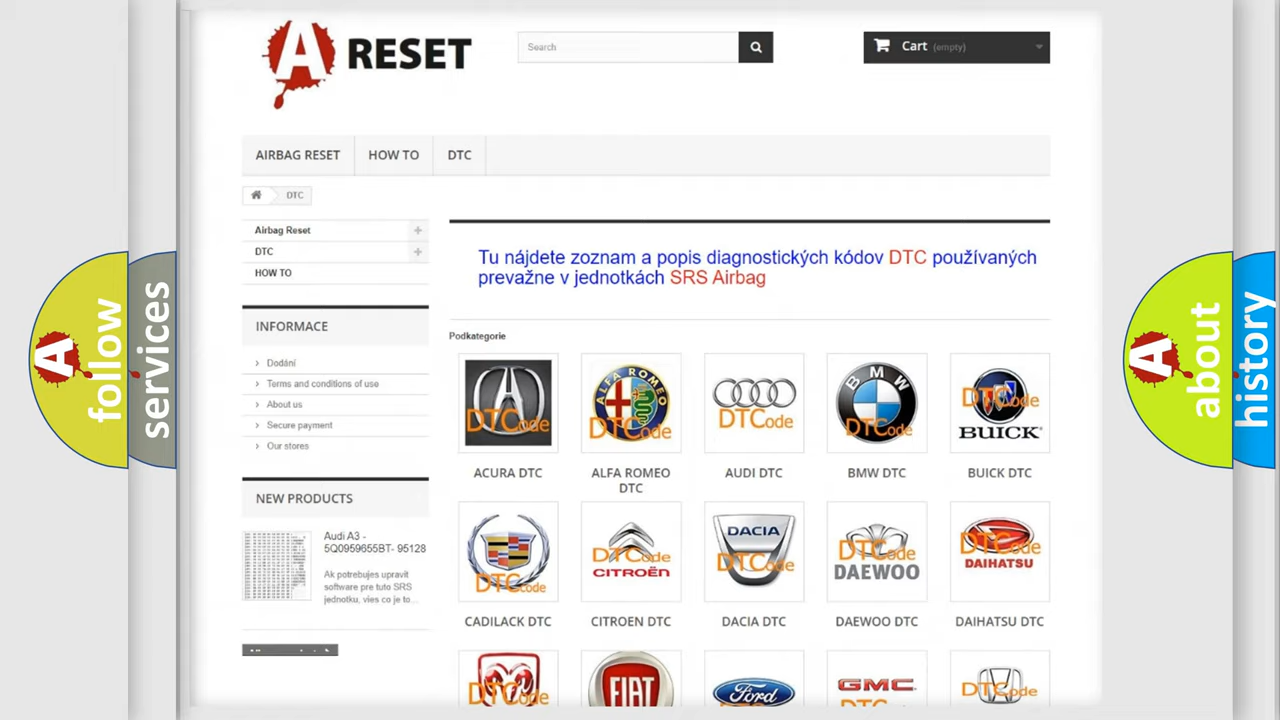 A RESET
Search
Cart (empty)
AIRBAG RESET
HOW TO
DTC
DTC
Airbag Reset
DTC
HOW TO
Tu nájdete zoznam a popis diagnostických kódov DTC používaných
prevažne v jednotkách SRS Airbag
INFORMACE
Dodání
Terms and conditions of use
About us
Secure payment
Our stores
Podkategorie
DTCode
ALFA ROMEO
DTCode
DTCode
BMW
DTCode
DTCode
BUICK
ACURA DTC
ALFA ROMEO
DTC
AUDI DTC
BMW DTC
BUICK DTC
NEW PRODUCTS
Audi A3 -
5Q0959655BT- 95128
Ak potrebujes upravit
software pre tuto SRS
jednotku, vies co je to...
DTCode
DTCode
CITROËN
DACIA
DTCode
DTCode
DAEWOO
DTCode
DAIHATSU
CADILACK DTC
CITROEN DTC
DACIA DTC
DAEWOO DTC
DAIHATSU DTC
DTCode
FIAT
Ford
GMC
DTCode
A follow
services
A about
history